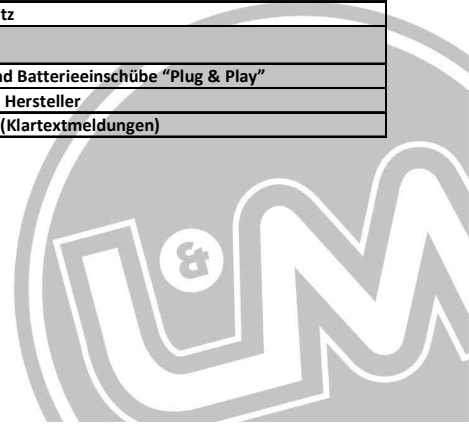 tz
nd Batterieeinschübe “Plug & Play”
Hersteller
(Klartextmeldungen)
L&M